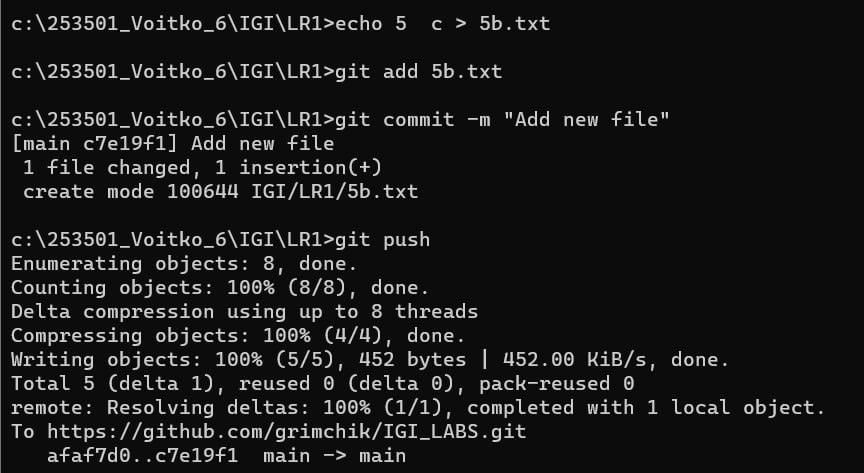 c:\253501_Voitko_6\IGI\LR1>echo 5  c > 5b.txt
c:\253501_Voitko_6\IGI\LR1>git add 5b.txt
c:\253501_Voitko_6\IGI\LR1>git commit -m "Add new file"
[main c7e19f1] Add new file
 1 file changed, 1 insertion(+)
 create mode 100644 IGI/LR1/5b.txt
c:\253501_Voitko_6\IGI\LR1>git push
Enumerating objects: 8, done.
Counting objects: 100% (8/8), done.
Delta compression using up to 8 threads
Compressing objects: 100% (4/4), done.
Writing objects: 100% (5/5), 452 bytes | 452.00 KiB/s, done.
Total 5 (delta 1), reused 0 (delta 0), pack-reused 0
remote: Resolving deltas: 100% (1/1), completed with 1 local object.
To https://github.com/grimchik/IGI_LABS.git
   afaf7d0..c7e19f1  main -> main